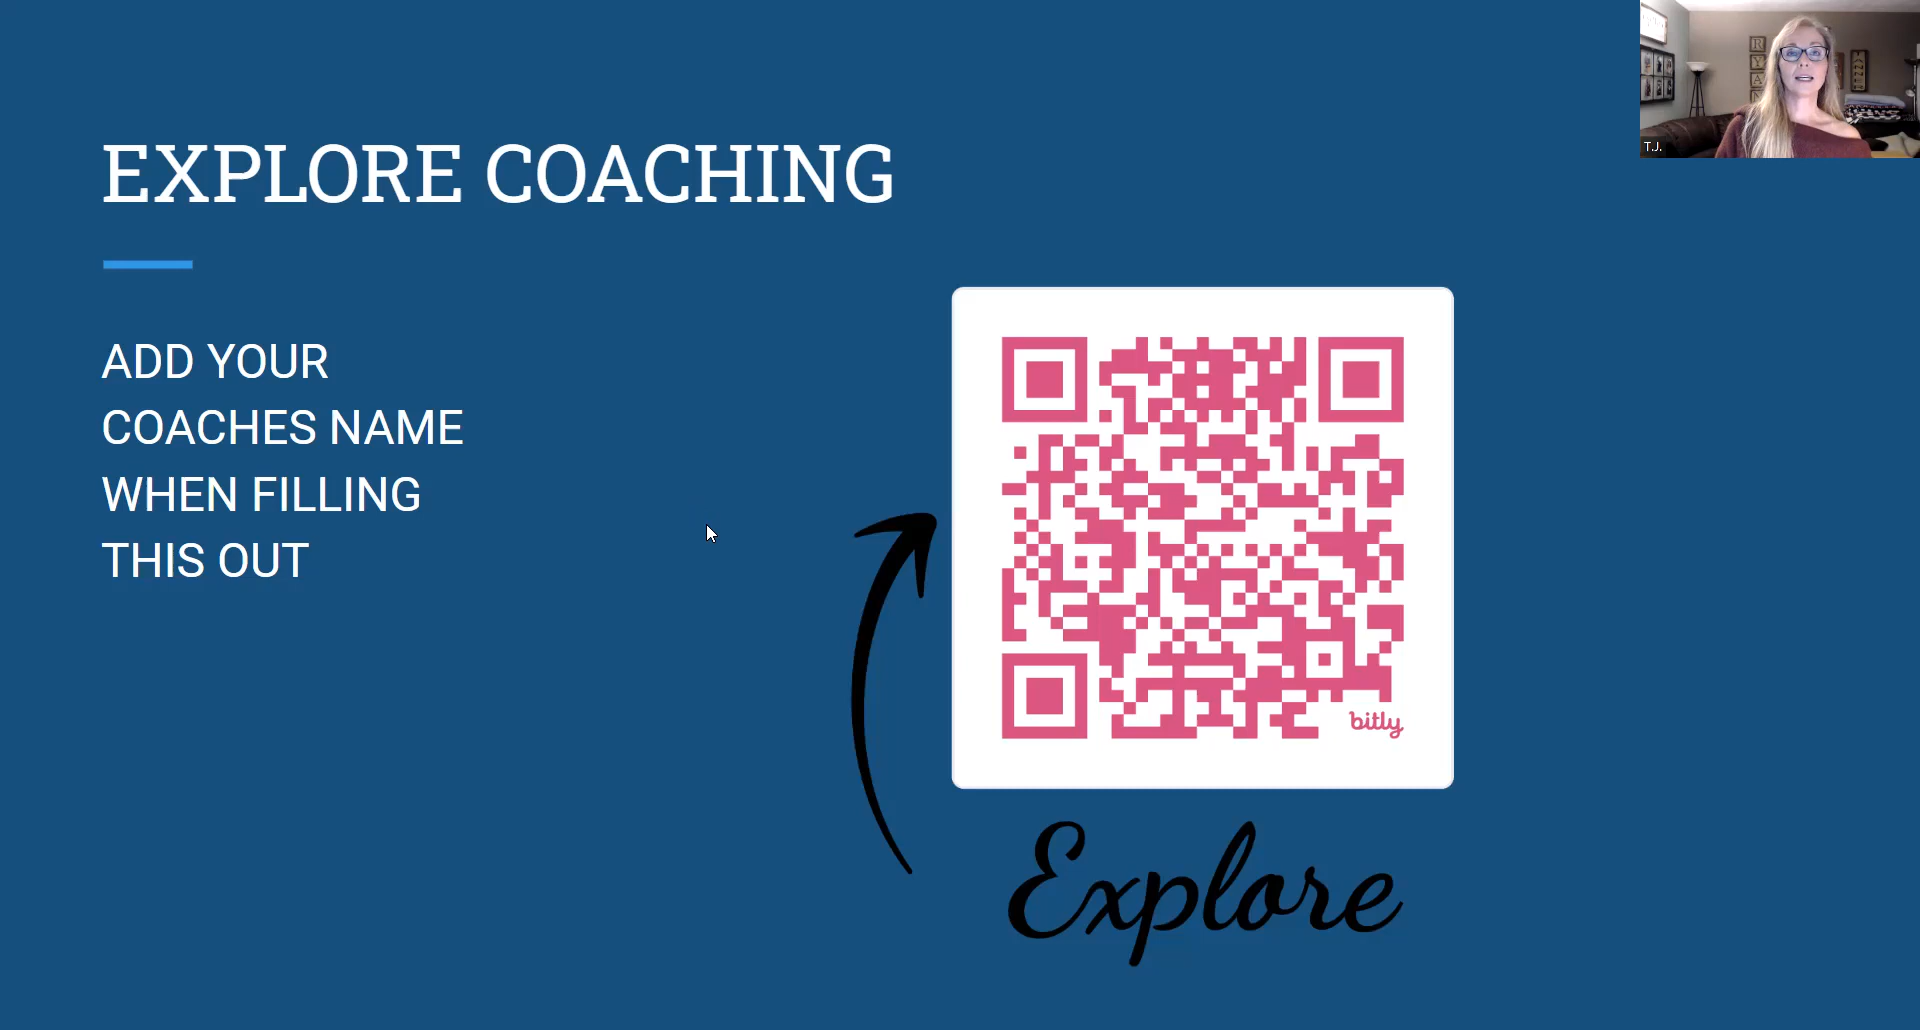 EXPLORE COACHING
ADD YOUR
COACHES NAME
WHEN FILLING
THIS OUT
bitly
Explore
T.J.